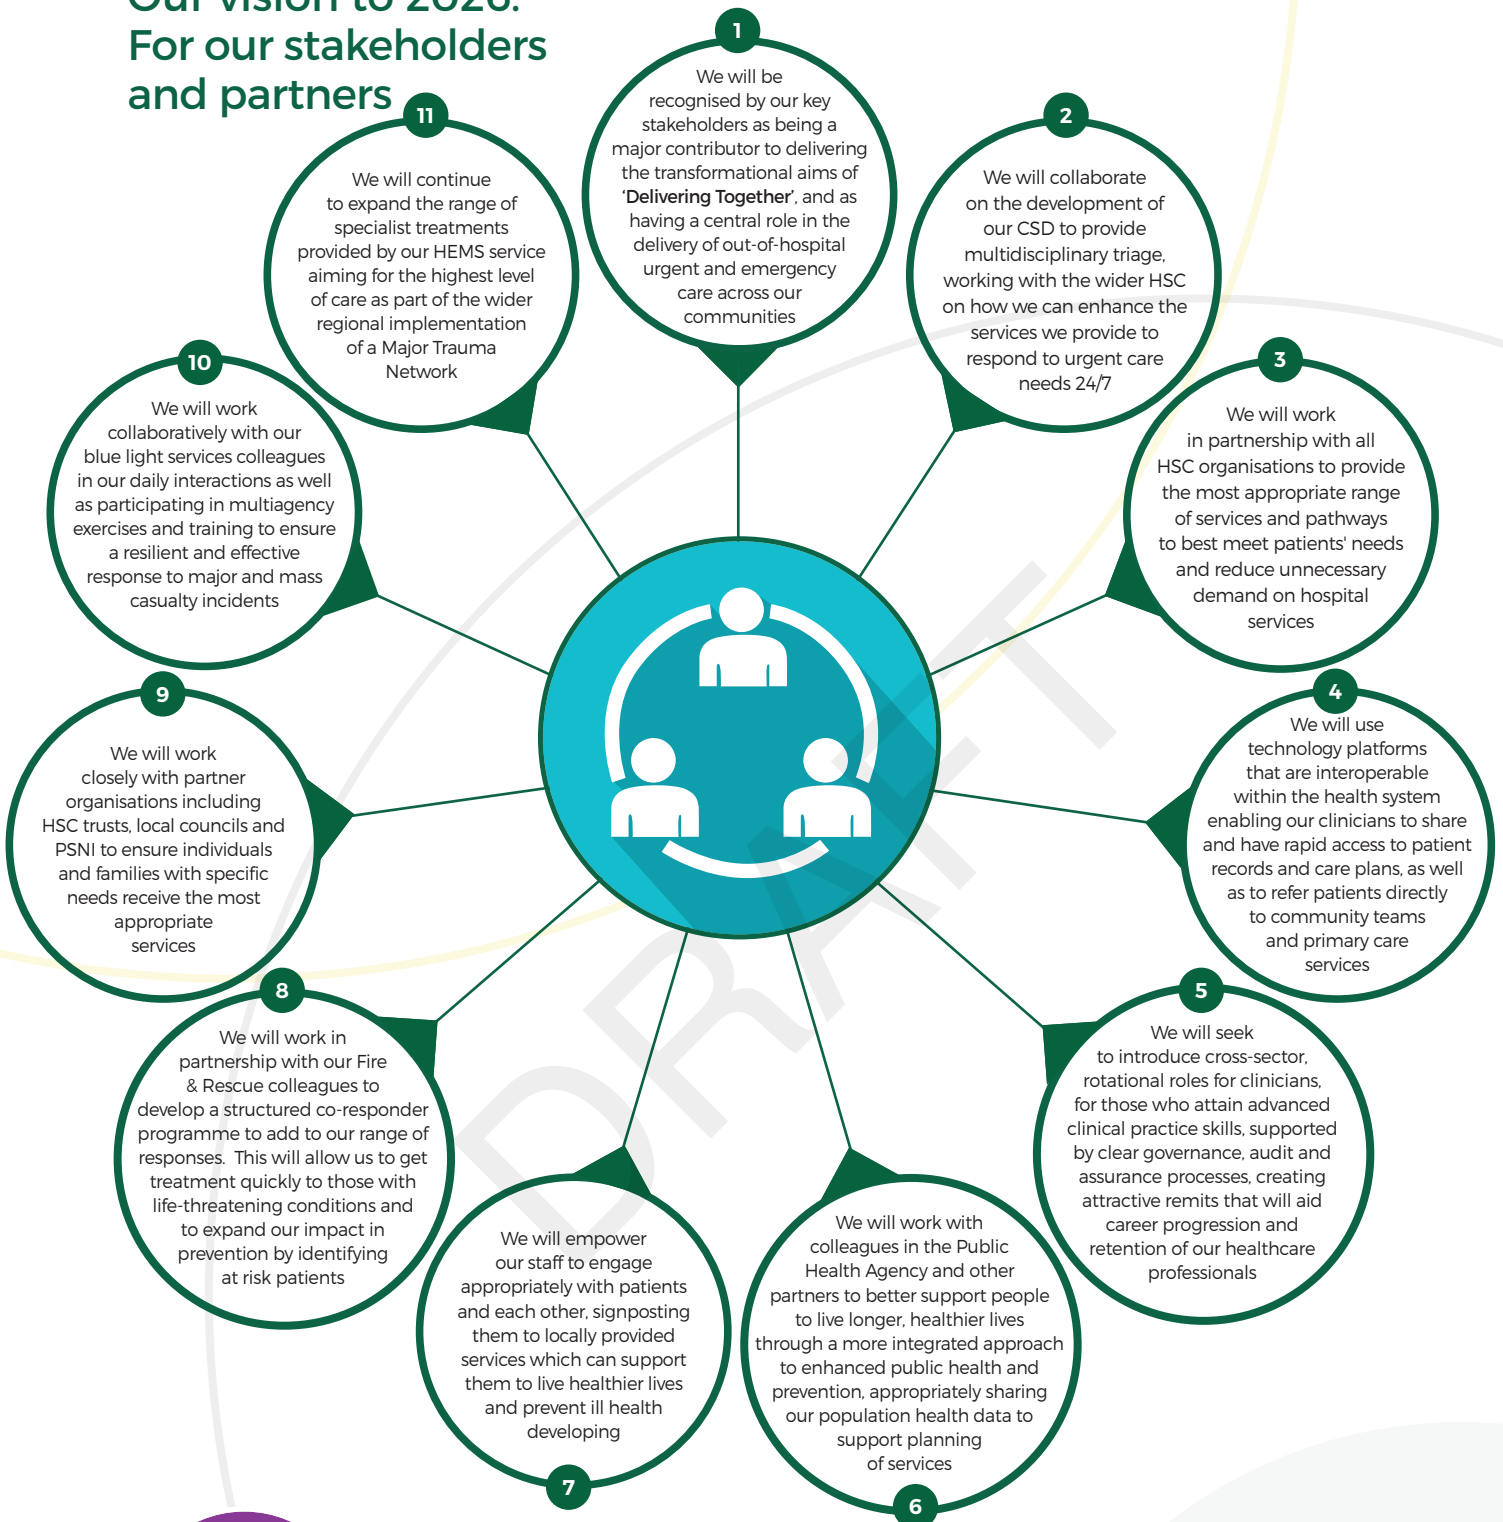 Our vision to 2026:
For our stakeholders
and partners
1
We will be
recognised by our key
stakeholders as being a
major contributor to delivering
the transformational aims of
‘Delivering Together’, and as
having a central role in the
delivery of out-of-hospital
urgent and emergency
care across our
communities
2
We will collaborate
on the development of
our CSD to provide
multidisciplinary triage,
working with the wider HSC
on how we can enhance the
services we provide to
respond to urgent care
needs 24/7
3
We will work
in partnership with all
HSC organisations to provide
the most appropriate range
of services and pathways
to best meet patients' needs
and reduce unnecessary
demand on hospital
services
4
We will use
technology platforms
that are interoperable
within the health system
enabling our clinicians to share
and have rapid access to patient
records and care plans, as well
as to refer patients directly
to community teams
and primary care
services
5
We will seek
to introduce cross-sector,
rotational roles for clinicians,
for those who attain advanced
clinical practice skills, supported
by clear governance, audit and
assurance processes, creating
attractive remits that will aid
career progression and
retention of our healthcare
professionals
6
We will work with
colleagues in the Public
Health Agency and other
partners to better support people
to live longer, healthier lives
through a more integrated approach
to enhanced public health and
prevention, appropriately sharing
our population health data to
support planning
of services
7
We will empower
our staff to engage
appropriately with patients
and each other, signposting
them to locally provided
services which can support
them to live healthier lives
and prevent ill health
developing
8
We will work in
partnership with our Fire
& Rescue colleagues to
develop a structured co-responder
programme to add to our range of
responses. This will allow us to get
treatment quickly to those with
life-threatening conditions and
to expand our impact in
prevention by identifying
at risk patients
9
We will work
closely with partner
organisations including
HSC trusts, local councils and
PSNI to ensure individuals
and families with specific
needs receive the most
appropriate
services
10
We will work
collaboratively with our
blue light services colleagues
in our daily interactions as well
as participating in multiagency
exercises and training to ensure
a resilient and effective
response to major and mass
casualty incidents
11
We will continue
to expand the range of
specialist treatments
provided by our HEMS service
aiming for the highest level
of care as part of the wider
regional implementation
of a Major Trauma
Network
DRAFT